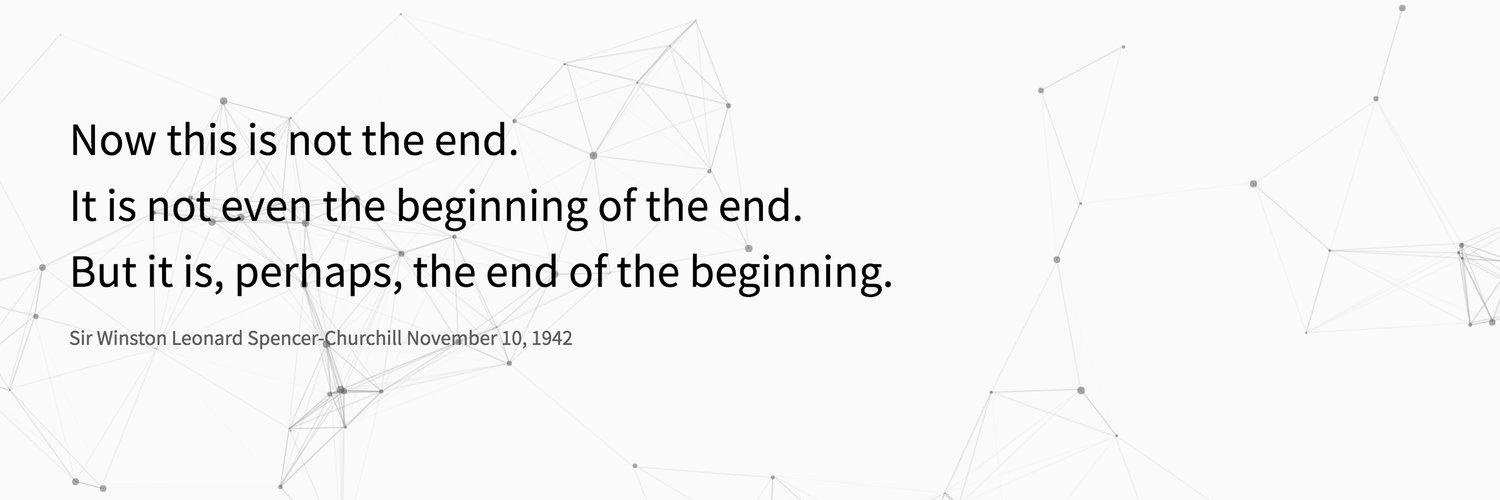 Now this is not the end.
It is not even the beginning of the end.
But it is, perhaps, the end of the beginning.
Sir Winston Leonard Spencer-Churchill November 10, 1942